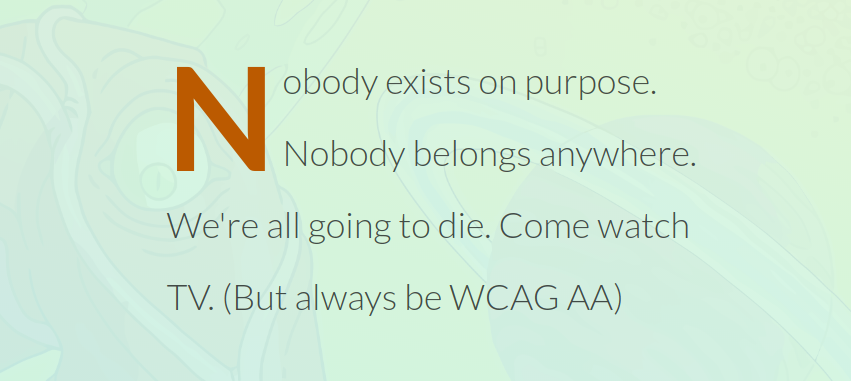 Nobody exists on purpose.
Nobody belongs anywhere.
We're all going to die. Come watch
TV. (But always be WCAG AA)